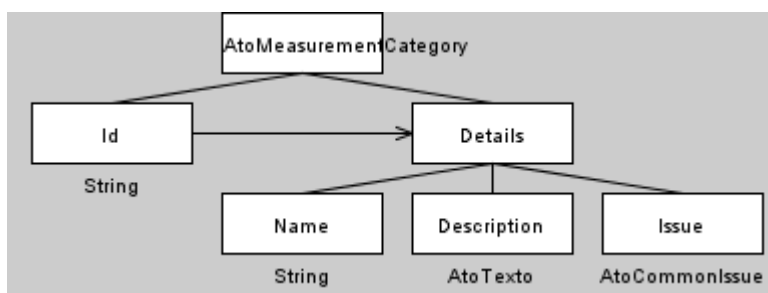 AtoMeasurementCategory
Id
Details
String
Name
Description
Issue
String
AtoTexto
AtoCommonIssue